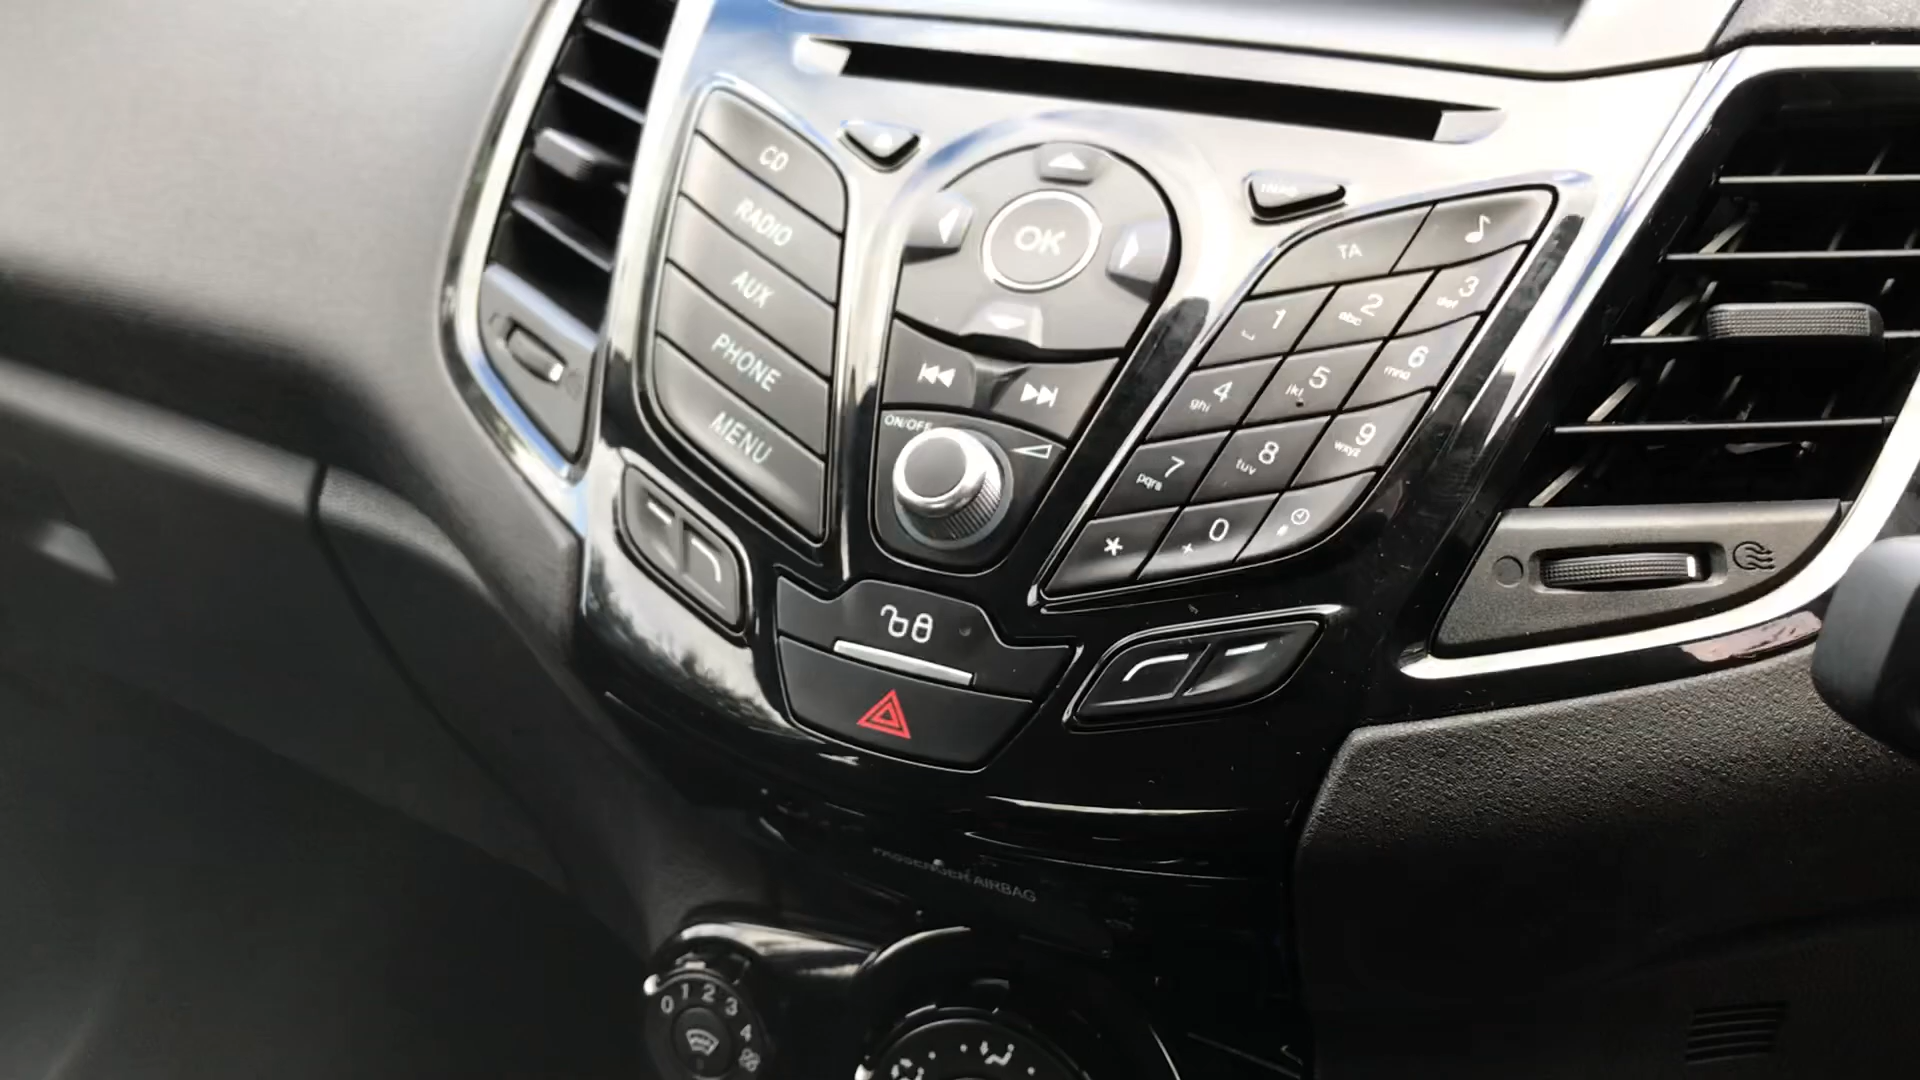 CD
RADIO
AUX
PHONE
MENU
OK
ON/OFF
TA
1
2 abc
3 def
4 ghi
5 jkl
6 mno
7 pqrs
8 tuv
9 wxyz
*
0 +
#
PASSENGER AIRBAG
0 1 2 3 4